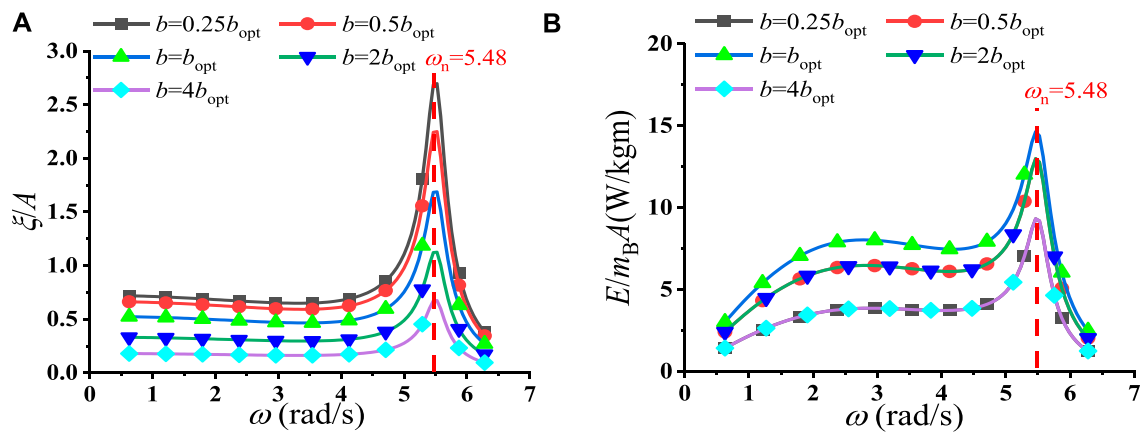 A
b=0.25b_opt b=0.5b_opt
b=b_opt b=2b_opt
b=4b_opt
ω_n=5.48
3.0
2.5
2.0
1.5
1.0
0.5
0.0
ξ/A
0 1 2 3 4 5 6 7
ω (rad/s)
B
b=0.25b_opt b=0.5b_opt
b=b_opt b=2b_opt
b=4b_opt
ω_n=5.48
20
15
10
5
0
E/m_BA(W/kgm)
0 1 2 3 4 5 6 7
ω (rad/s)